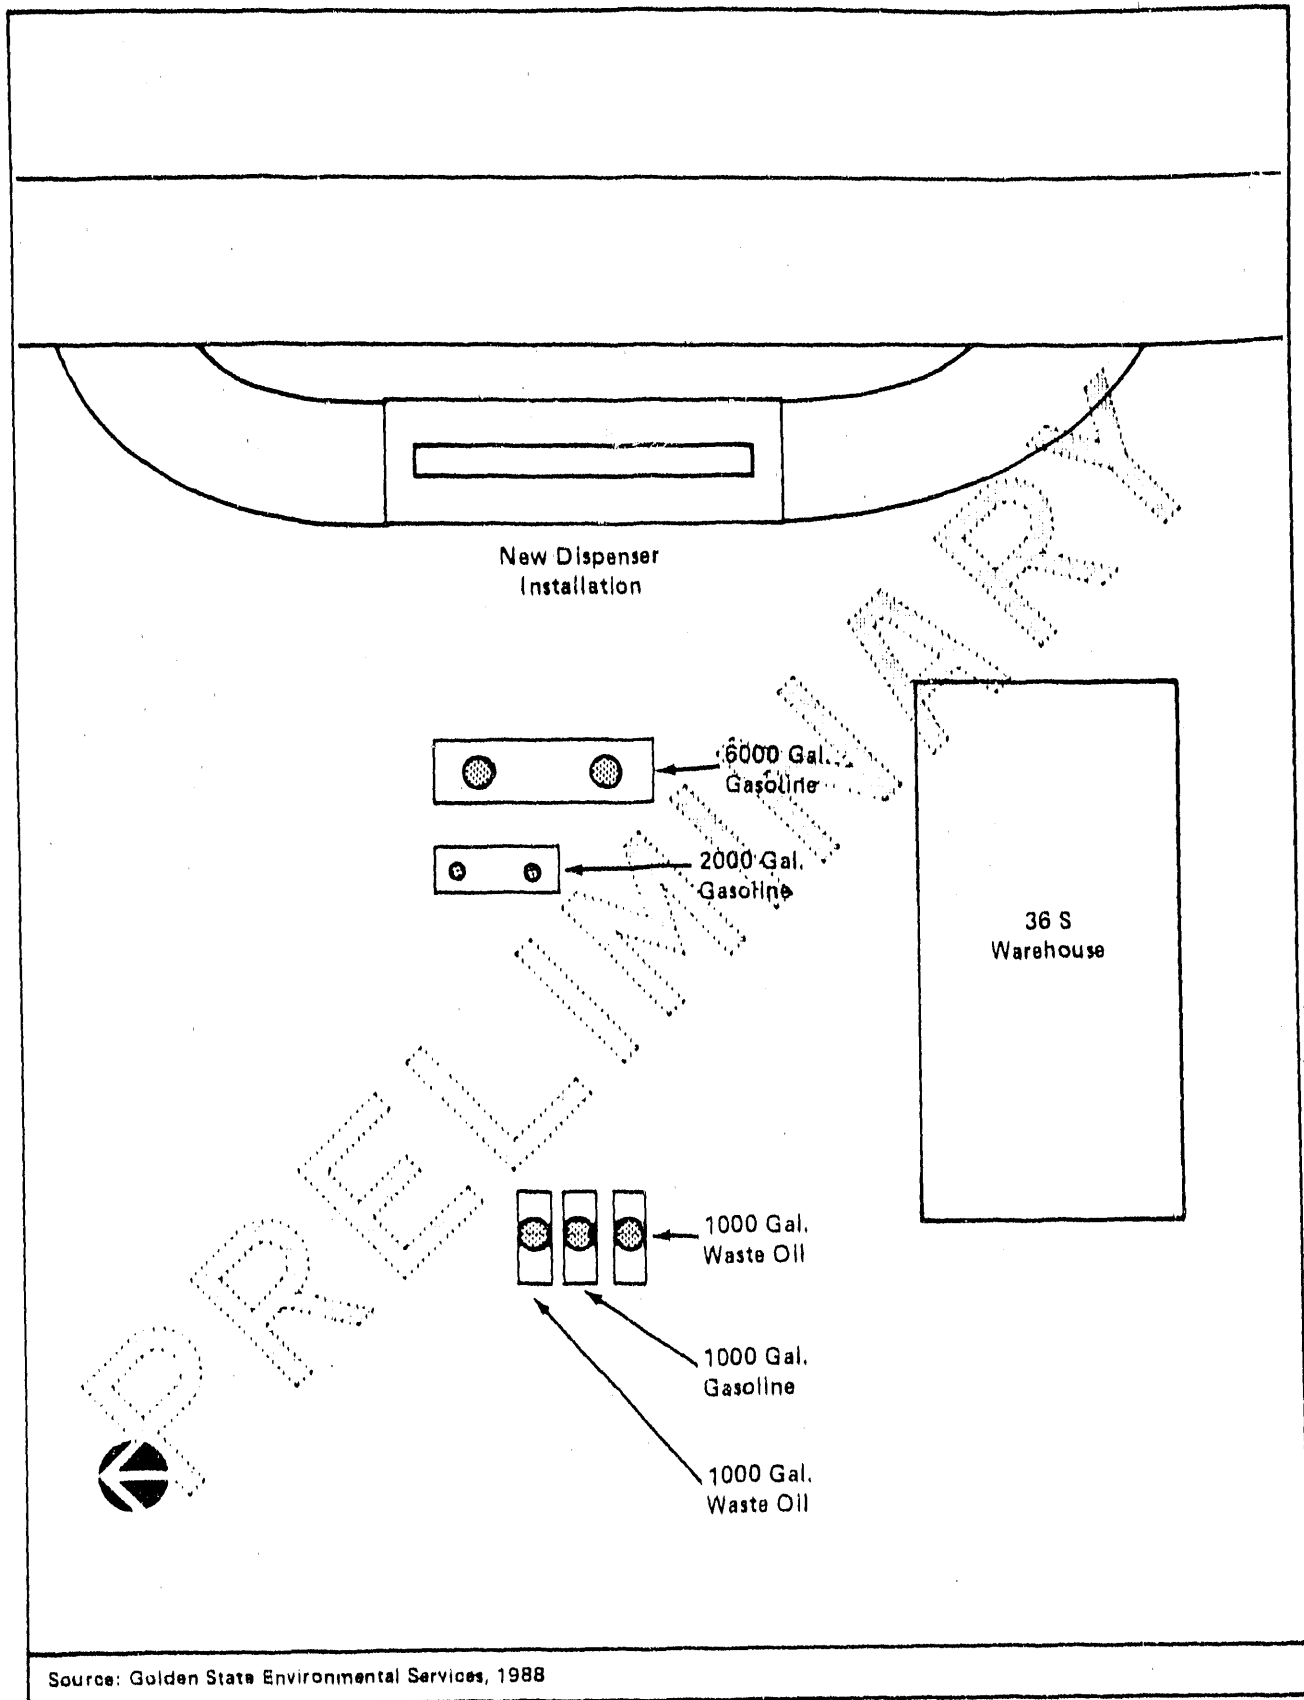 New Dispenser
Installation
6000 Gal.
Gasoline
2000 Gal.
Gasoline
36 S
Warehouse
1000 Gal.
Waste Oil
1000 Gal.
Gasoline
1000 Gal.
Waste Oil
PRELIMINARY
Source: Golden State Environmental Services, 1988